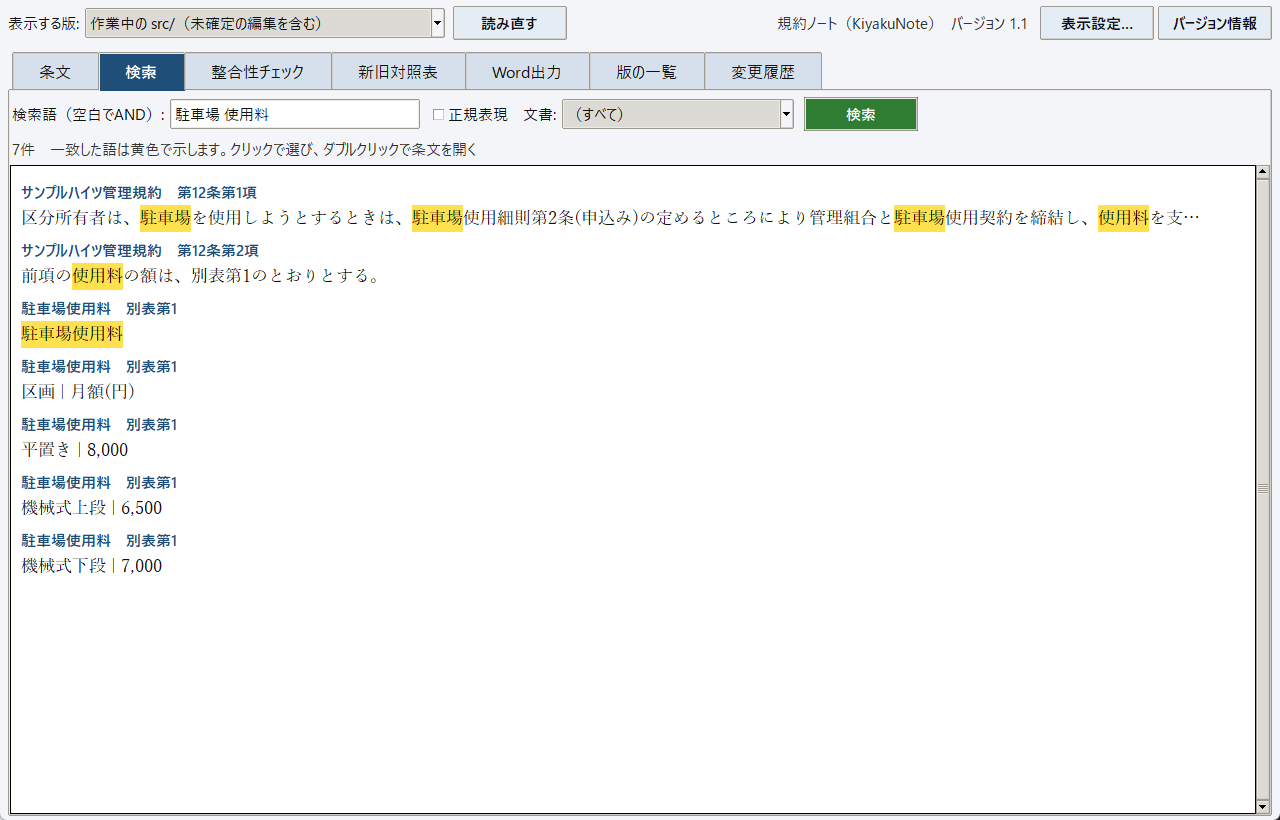 表示する版: 作業中の src/（未確定の編集を含む） 読み直す 規約ノート（KiyakuNote） バージョン 1.1 表示設定... バージョン情報
条文 検索 整合性チェック 新旧対照表 Word出力 版の一覧 変更履歴
検索語（空白でAND）: 駐車場 使用料 正規表現 文書: （すべて） 検索
7件　一致した語は黄色で示します。クリックで選び、ダブルクリックで条文を開く
サンプルハイツ管理規約　第12条第1項
区分所有者は、駐車場を使用しようとするときは、駐車場使用細則第2条(申込み)の定めるところにより管理組合と駐車場使用契約を締結し、使用料を支…
サンプルハイツ管理規約　第12条第2項
前項の使用料の額は、別表第1のとおりとする。
駐車場使用料　別表第1
駐車場使用料
駐車場使用料　別表第1
区画 | 月額(円)
駐車場使用料　別表第1
平置き | 8,000
駐車場使用料　別表第1
機械式上段 | 6,500
駐車場使用料　別表第1
機械式下段 | 7,000